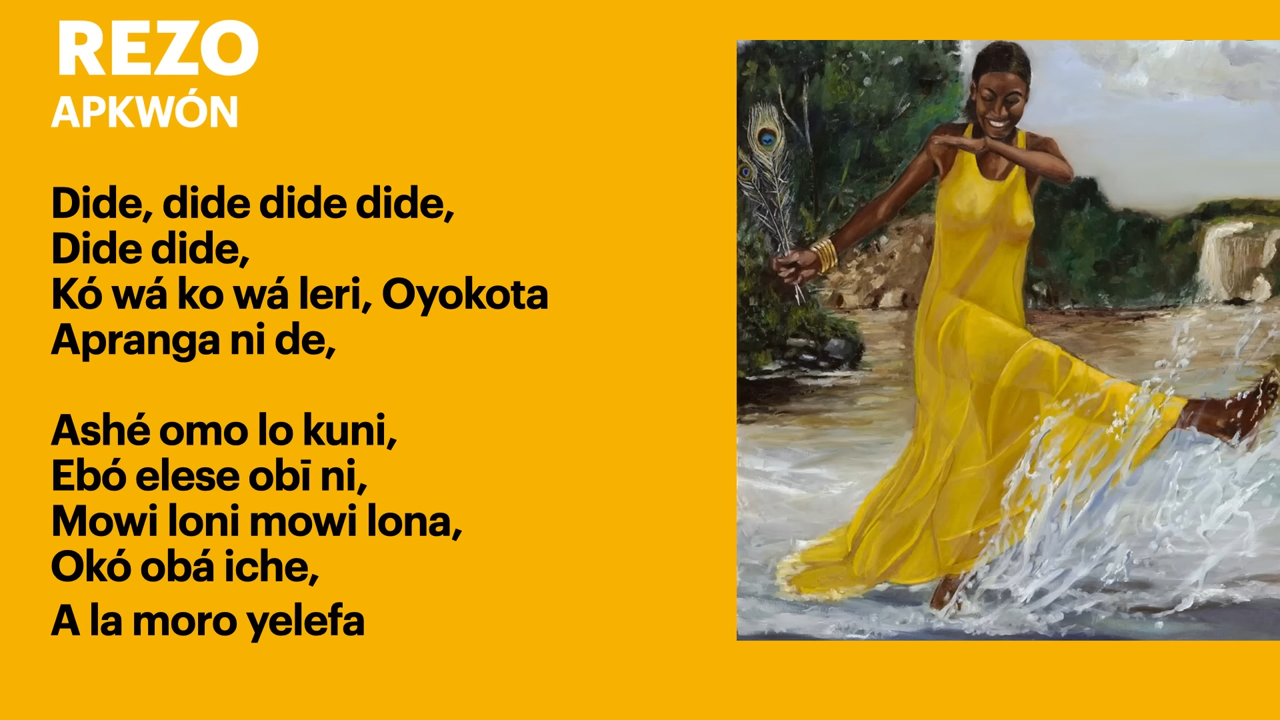 REZO
APKWÓN
Dide, dide dide dide,
Dide dide,
Kó wá ko wá leri, Oyokota
Apranga ni de,
Ashé omo lo kuni,
Ebó elese obī ni,
Mowi loni mowi lona,
Okó obá iche,
A la moro yelefa